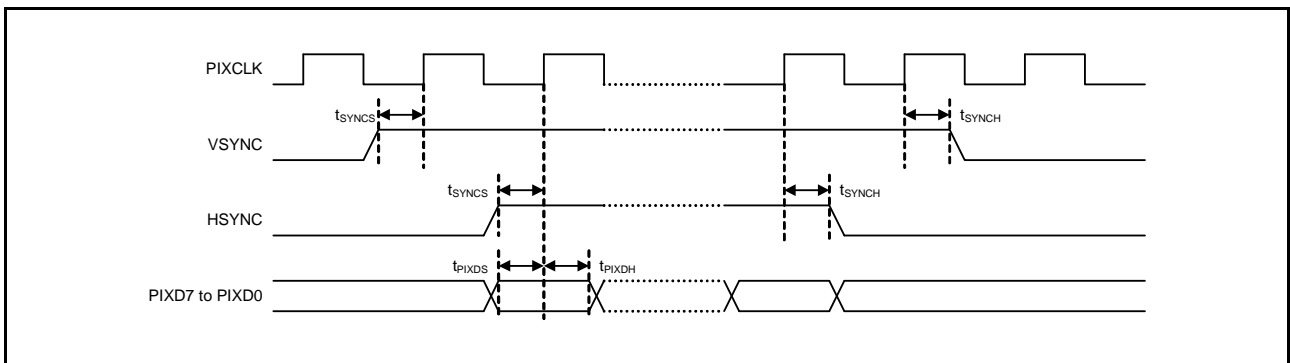 PIXCLK
tSYNCS
tSYNCH
VSYNC
tSYNCS
tSYNCH
HSYNC
tPIXDS
tPIXDH
PIXD7 to PIXD0